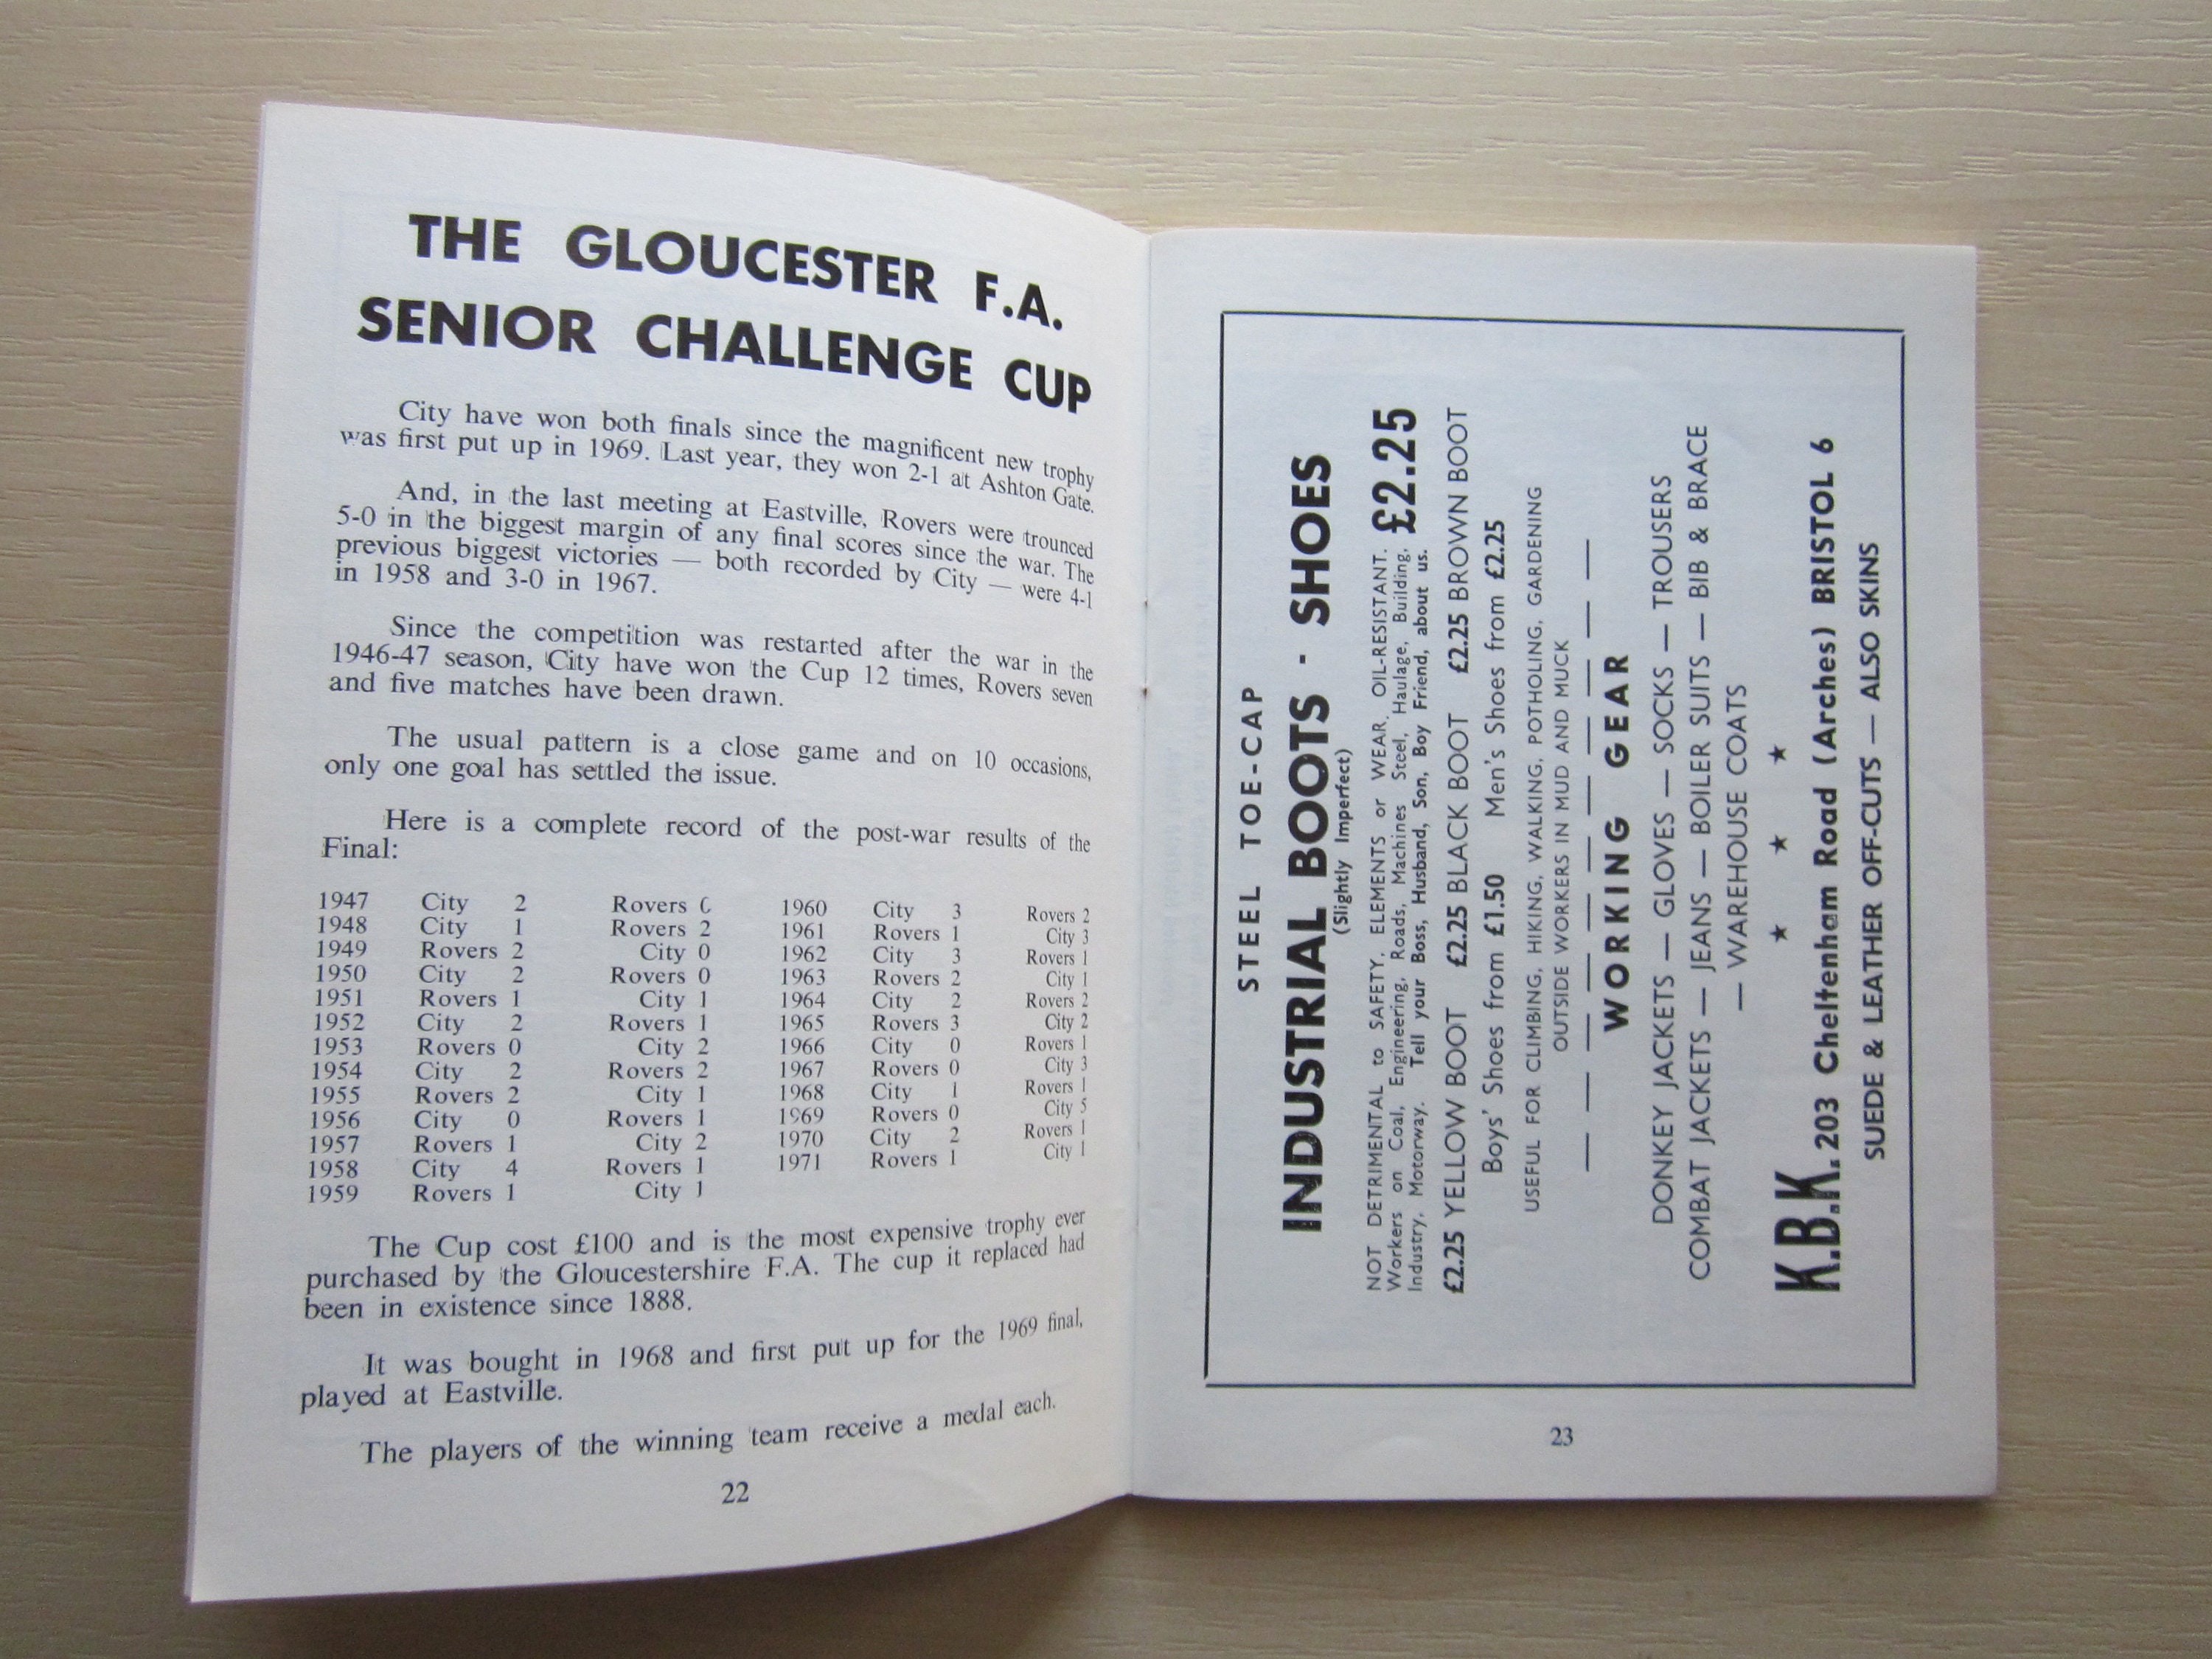 THE GLOUCESTER F.A.
SENIOR CHALLENGE CUP
City have won both finals since the magnificent new trophy
was first put up in 1969. Last year, they won 2-1 at Ashton Gate.
And, in the last meeting at Eastville, Rovers were trounced
5-0 in the biggest margin of any final scores since the war. The
previous biggest victories — both recorded by City — were 4-1
in 1958 and 3-0 in 1967.
Since the competition was restarted after the war in the
1946-47 season, City have won the Cup 12 times, Rovers seven
and five matches have been drawn.
The usual pattern is a close game and on 10 occasions,
only one goal has settled the issue.
Here is a complete record of the post-war results of the
Final:
1947 City 2 Rovers 0
1948 City 1 Rovers 2
1949 Rovers 2 City 0
1950 City 2 Rovers 0
1951 Rovers 1 City 1
1952 City 2 Rovers 1
1953 Rovers 0 City 2
1954 City 2 Rovers 2
1955 Rovers 2 City 1
1956 City 0 Rovers 1
1957 Rovers 1 City 2
1958 City 4 Rovers 1
1959 Rovers 1 City 1
1960 City 3 Rovers 2
1961 Rovers 1 City 3
1962 City 3 Rovers 1
1963 Rovers 2 City 1
1964 City 2 Rovers 2
1965 Rovers 3 City 2
1966 City 0 Rovers 1
1967 Rovers 0 City 3
1968 City 1 Rovers 1
1969 Rovers 0 City 5
1970 City 2 Rovers 1
1971 Rovers 1 City 1
The Cup cost £100 and is the most expensive trophy ever
purchased by the Gloucestershire F.A. The cup it replaced had
been in existence since 1888.
It was bought in 1968 and first put up for the 1969 final,
played at Eastville.
The players of the winning team receive a medal each.
22
STEEL TOE-CAP
INDUSTRIAL BOOTS · SHOES
(Slightly Imperfect)
NOT DETRIMENTAL to SAFETY, ELEMENTS or WEAR, OIL-RESISTANT.
Workers on Coal, Engineering, Roads, Machines Steel, Haulage, Building,
Industry, Motorway. Tell your Boss, Husband, Son, Boy Friend, about us.
£2.25
£2.25 YELLOW BOOT £2.25 BLACK BOOT £2.25 BROWN BOOT
Boys' Shoes from £1.50 Men's Shoes from £2.25
USEFUL FOR CLIMBING, HIKING, WALKING, POTHOLING, GARDENING
OUTSIDE WORKERS IN MUD AND MUCK
WORKING GEAR
DONKEY JACKETS — GLOVES — SOCKS — TROUSERS
COMBAT JACKETS — JEANS — BOILER SUITS — BIB & BRACE
— WAREHOUSE COATS
★ ★ ★
K.B.K. 203 Cheltenham Road (Arches) BRISTOL 6
SUEDE & LEATHER OFF-CUTS — ALSO SKINS
23